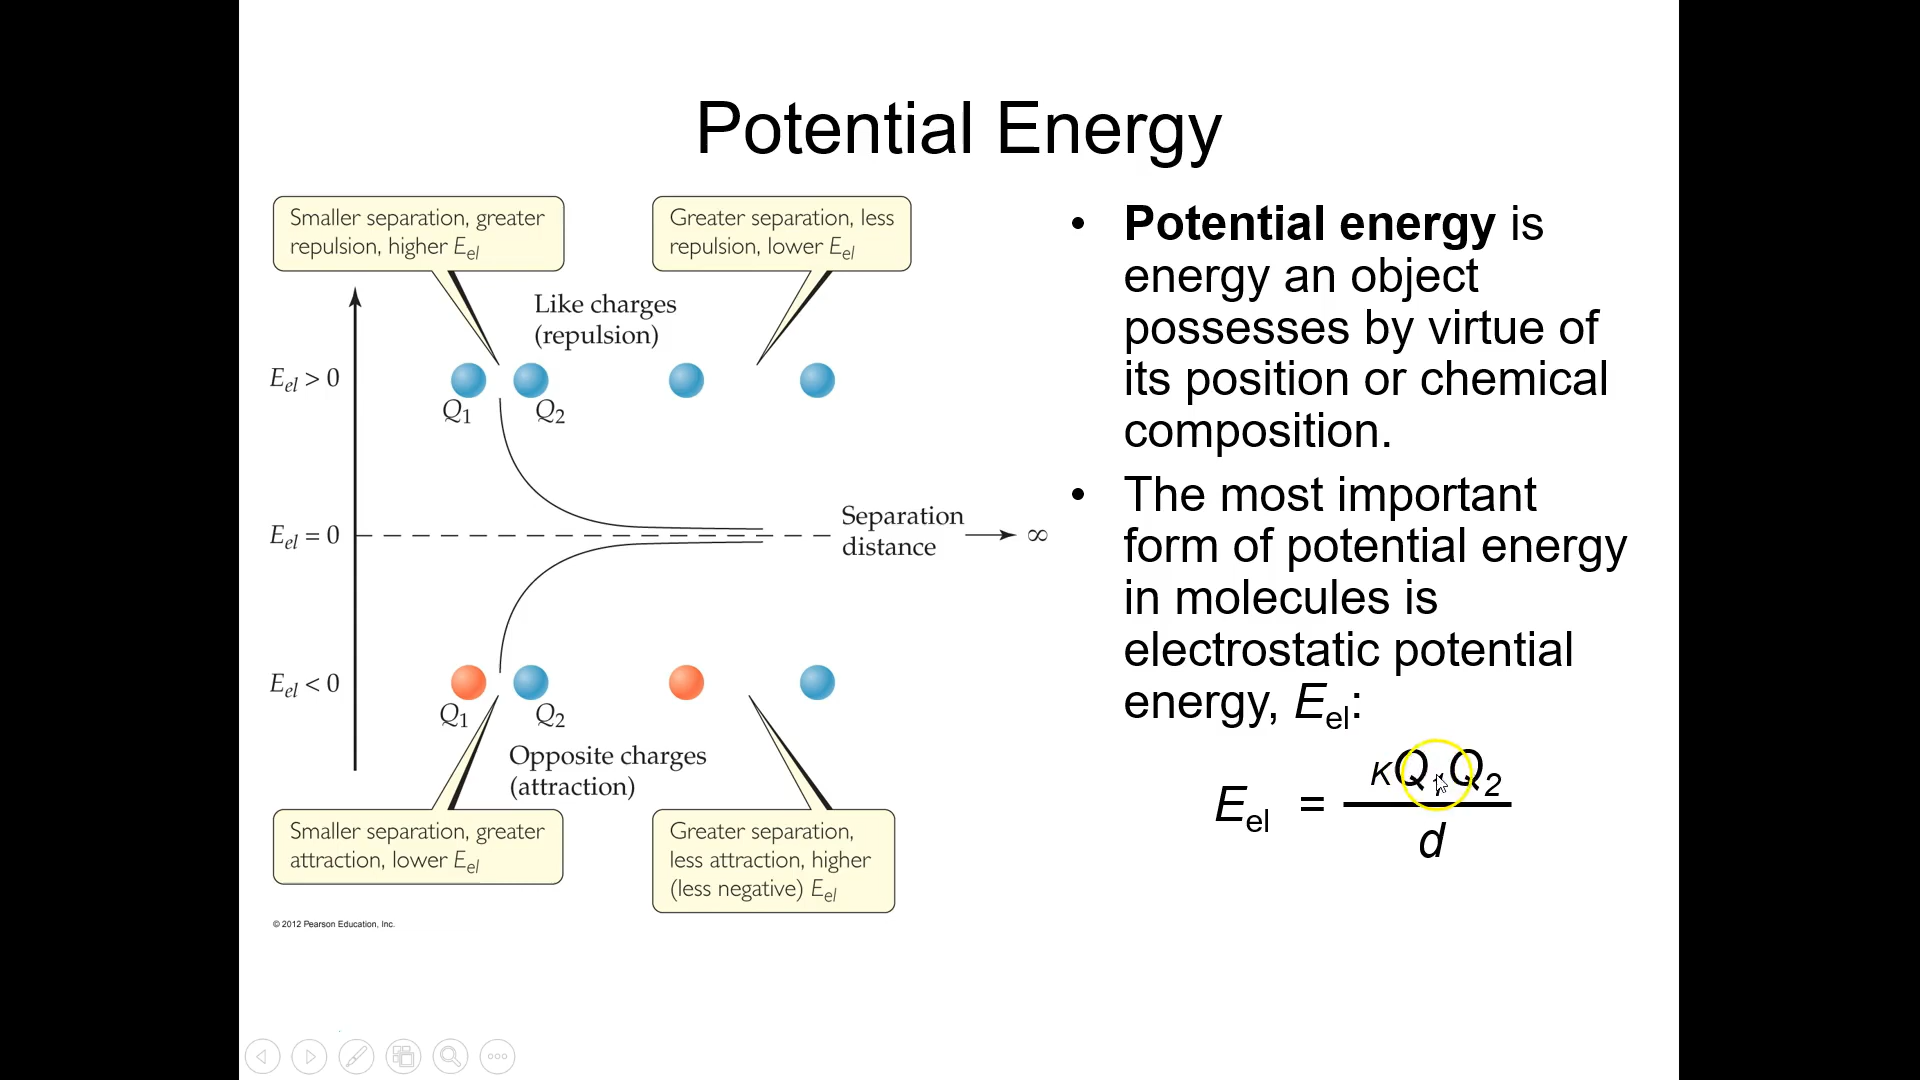 Potential Energy
Smaller separation, greater
repulsion, higher Eel
Greater separation, less
repulsion, lower Eel
Like charges
(repulsion)
Eel > 0
Q1
Q2
Eel = 0
Separation
distance
∞
Eel < 0
Q1
Q2
Opposite charges
(attraction)
Smaller separation, greater
attraction, lower Eel
Greater separation,
less attraction, higher
(less negative) Eel
© 2012 Pearson Education, Inc.
• Potential energy is
energy an object
possesses by virtue of
its position or chemical
composition.
• The most important
form of potential energy
in molecules is
electrostatic potential
energy, Eel:
KQ1Q2
Eel =
d